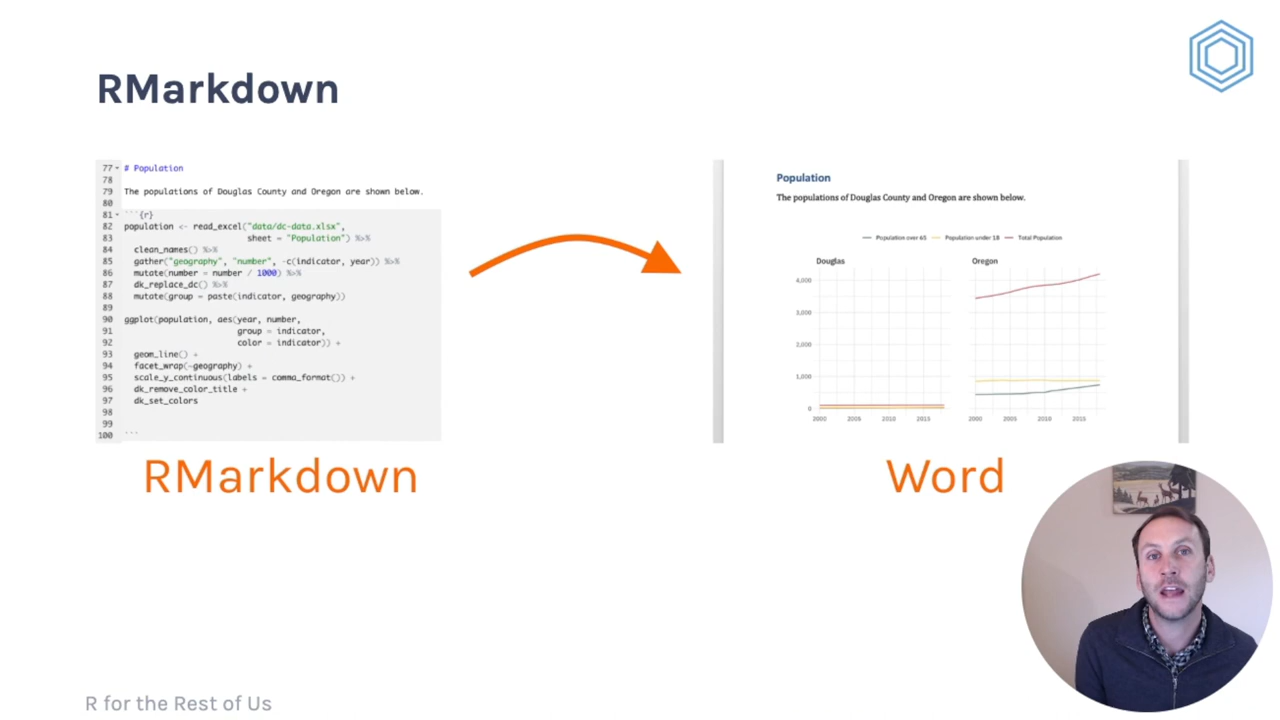 RMarkdown
77 # Population
78
79 The populations of Douglas County and Oregon are shown below.
80
81 ```{r}
82 population <- read_excel("data/dc-data.xlsx",
83 sheet = "Population") %>%
84 clean_names() %>%
85 gather("geography", "number", -c(indicator, year)) %>%
86 mutate(number = number / 1000) %>%
87 dk_replace_dc() %>%
88 mutate(group = paste(indicator, geography))
89
90 ggplot(population, aes(year, number,
91 group = indicator,
92 color = indicator)) +
93 geom_line() +
94 facet_wrap(~geography) +
95 scale_y_continuous(labels = comma_format()) +
96 dk_remove_color_title +
97 dk_set_colors
98
99
100 ```
RMarkdown
Population
The populations of Douglas County and Oregon are shown below.
Population over 65 Population under 18 Total Population
Douglas Oregon
4,000
3,000
2,000
1,000
0
2000 2005 2010 2015 2000 2005 2010 2015
Word
R for the Rest of Us